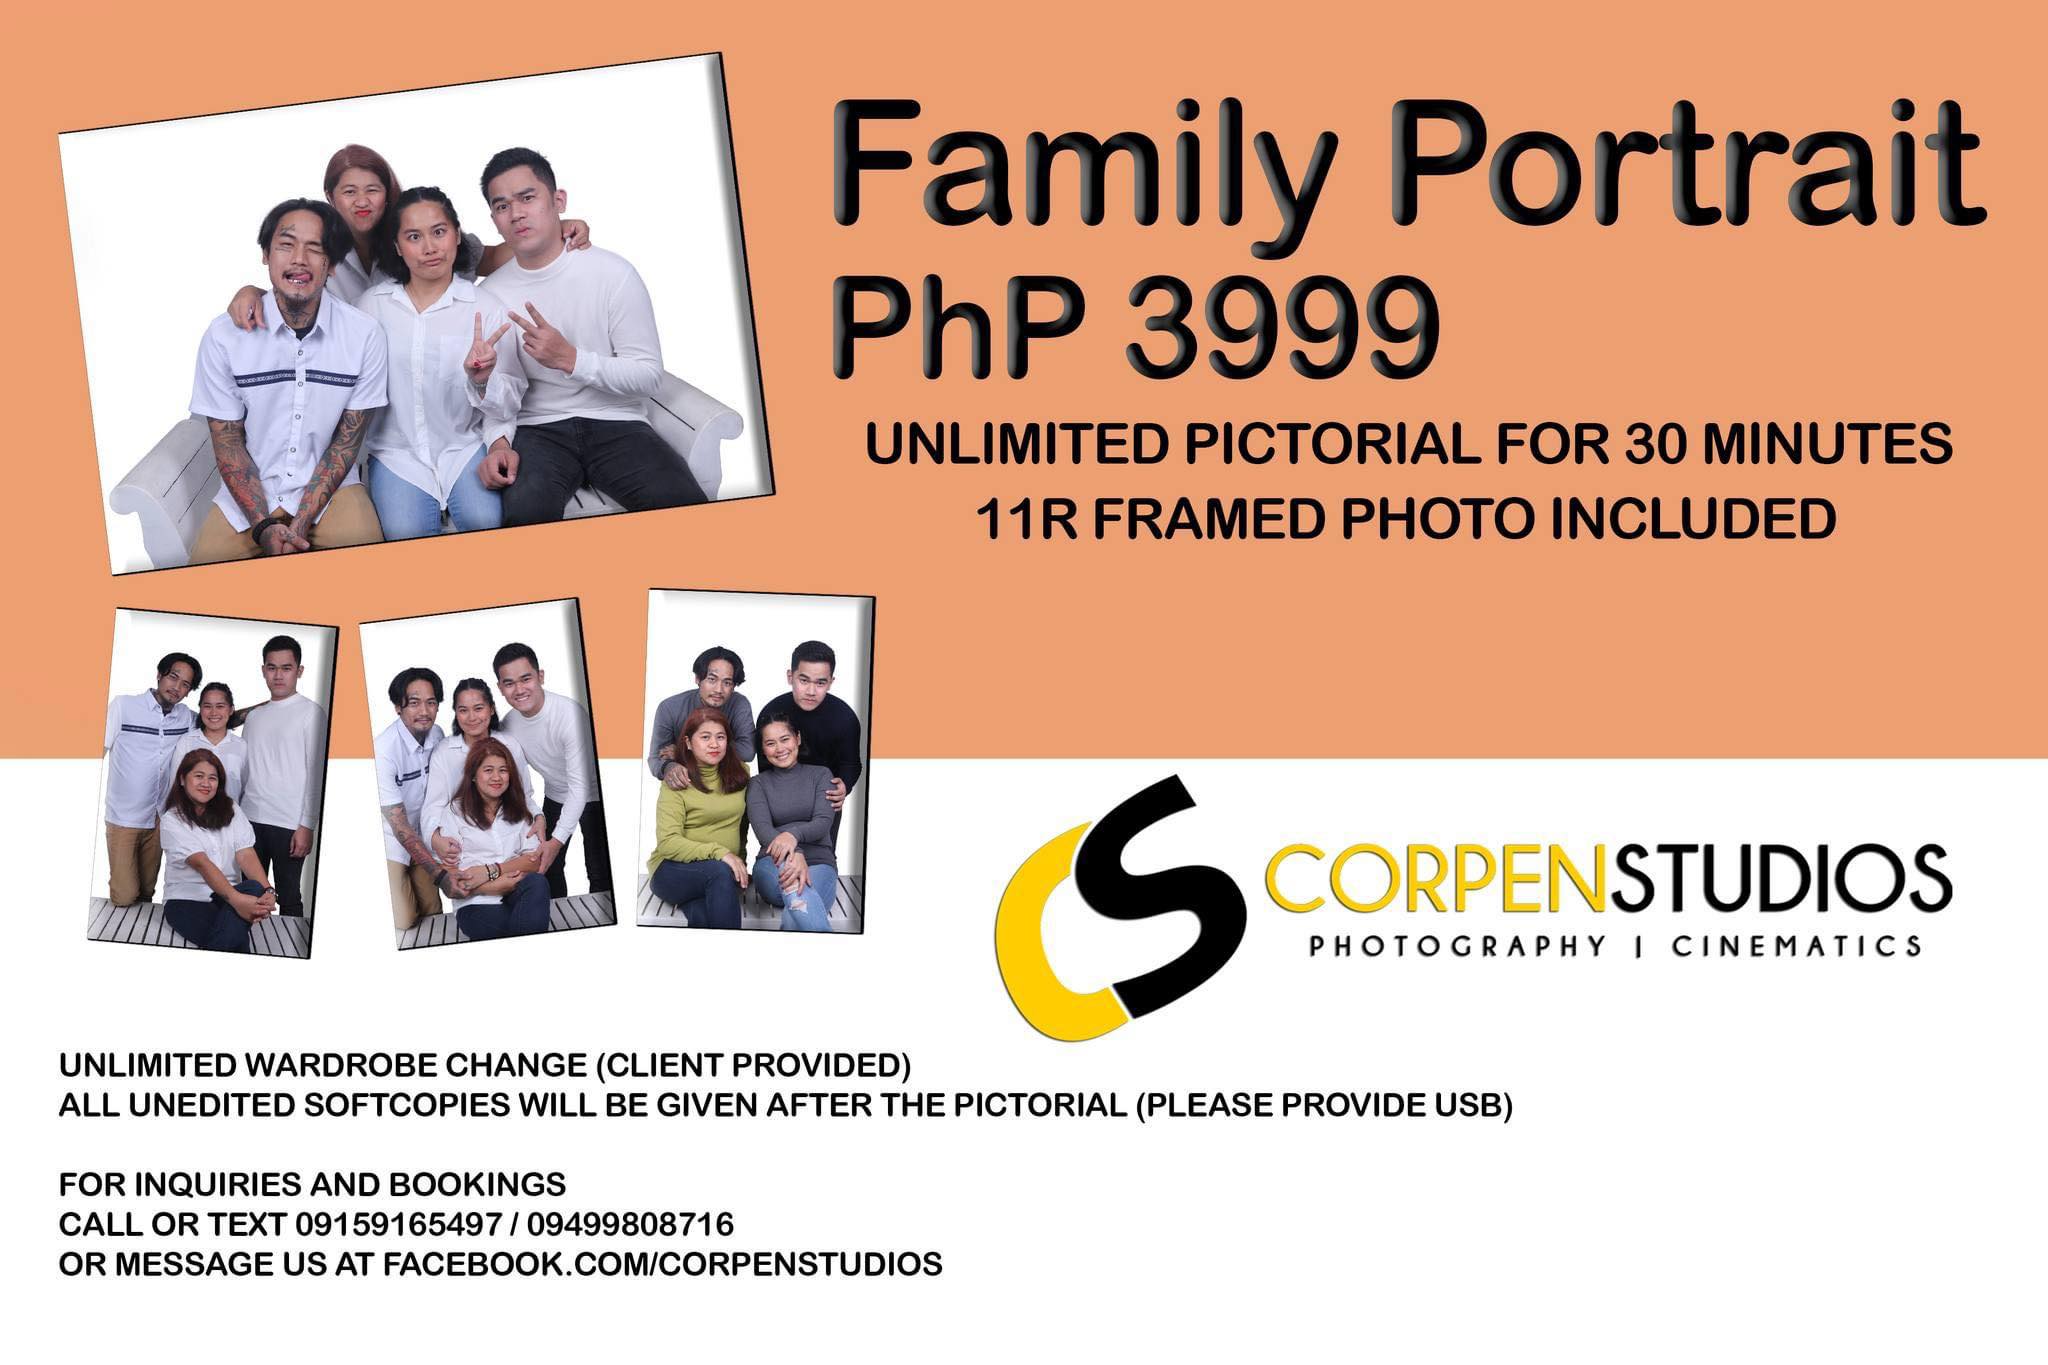 Family Portrait
PhP 3999
UNLIMITED PICTORIAL FOR 30 MINUTES
11R FRAMED PHOTO INCLUDED
CS
CORPENSTUDIOS
PHOTOGRAPHY | CINEMATICS
UNLIMITED WARDROBE CHANGE (CLIENT PROVIDED)
ALL UNEDITED SOFTCOPIES WILL BE GIVEN AFTER THE PICTORIAL (PLEASE PROVIDE USB)
FOR INQUIRIES AND BOOKINGS
CALL OR TEXT 09159165497 / 09499808716
OR MESSAGE US AT FACEBOOK.COM/CORPENSTUDIOS